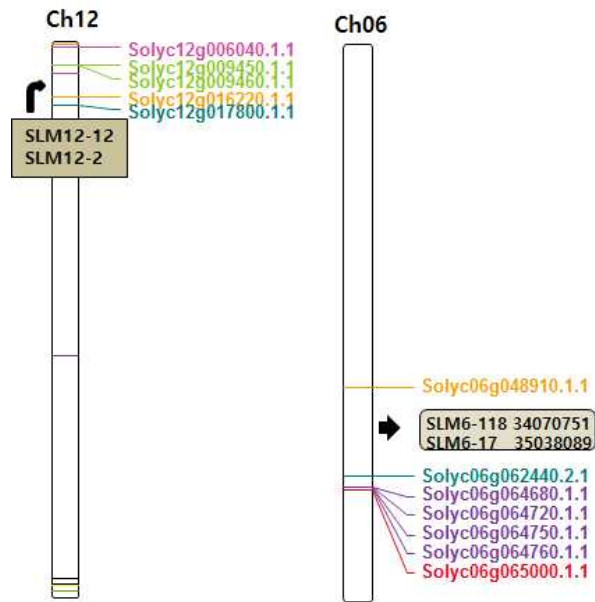 Ch12
Solyc12g006040.1.1
Solyc12g009450.1.1
Solyc12g009460.1.1
Solyc12g016220.1.1
Solyc12g017800.1.1
SLM12-12
SLM12-2
Ch06
Solyc06g048910.1.1
SLM6-118 34070751
SLM6-17 35038089
Solyc06g062440.2.1
Solyc06g064680.1.1
Solyc06g064720.1.1
Solyc06g064750.1.1
Solyc06g064760.1.1
Solyc06g065000.1.1